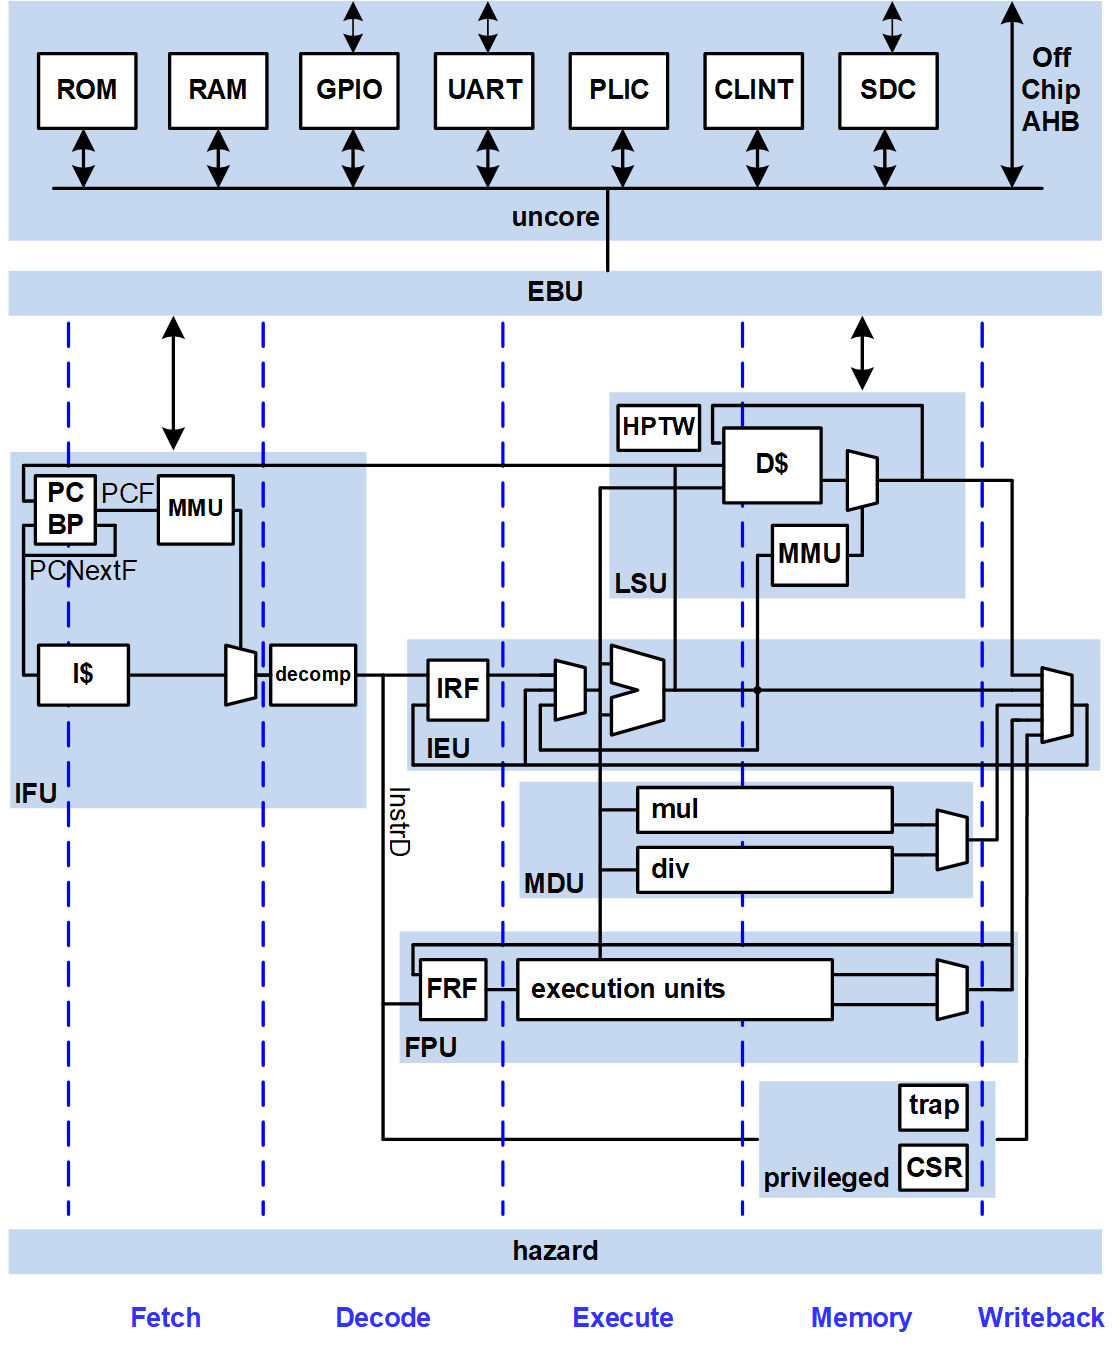 ROM
RAM
GPIO
UART
PLIC
CLINT
SDC
Off
Chip
AHB
uncore
EBU
HPTW
D$
MMU
LSU
PC
BP
PCF
MMU
PCNextF
I$
decomp
IFU
IRF
IEU
InstrD
mul
div
MDU
FRF
execution units
FPU
trap
CSR
privileged
hazard
Fetch
Decode
Execute
Memory
Writeback